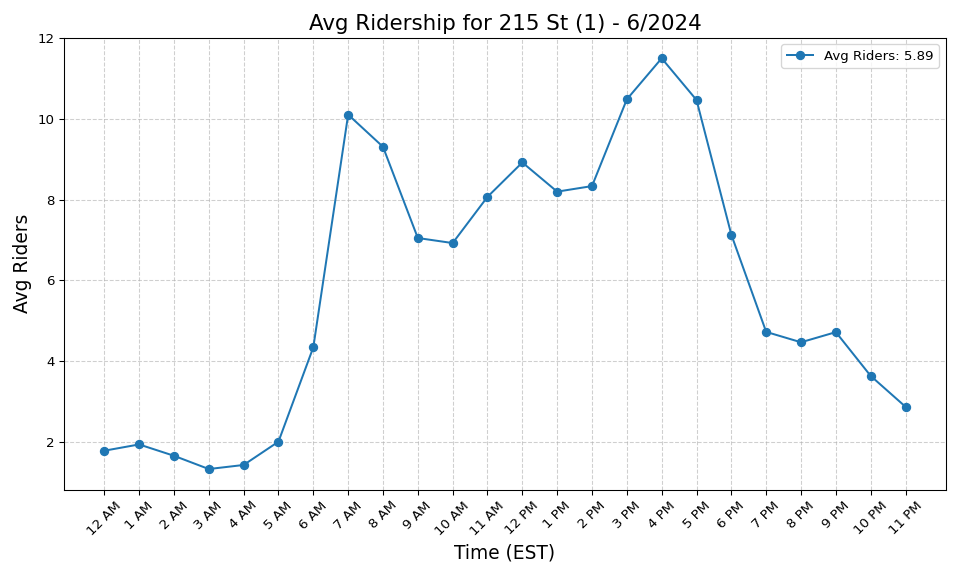 Avg Ridership for 215 St (1) - 6/2024
Avg Riders: 5.89
Avg Riders
12
10
8
6
4
2
12 AM
1 AM
2 AM
3 AM
4 AM
5 AM
6 AM
7 AM
8 AM
9 AM
10 AM
11 AM
12 PM
1 PM
2 PM
3 PM
4 PM
5 PM
6 PM
7 PM
8 PM
9 PM
10 PM
11 PM
Time (EST)